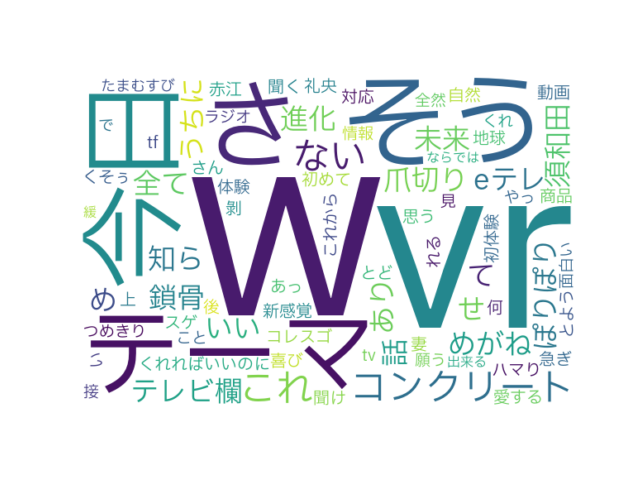 たまむすび
赤江
聞く
礼央
対応
全然
自然
動画
で
tf
ラジオ
うちに
日
さ
そう
進化
情報
未来
地球
くれ
須和田
くそぅ
全て
さん
ない
ならでは
爪切り
eテレ
商品
今
体験
初めて
剝
やっ
緩
W
vr
これから
思う
見
初体験
知ら
れる
ぽりぽり
とよう
面白い
め
上
鎖骨
あっ
とど
あり
て
せ
何
後
新感覚
つめきり
スゲ
こと
いい
コレスゴ
テーマ
話
妻
めがね
い
くれればいいのに
喜び
tv
願う
出来る
ハマり
急ぎ
接
テレビ欄
これ
聞け
コンクリート
愛する